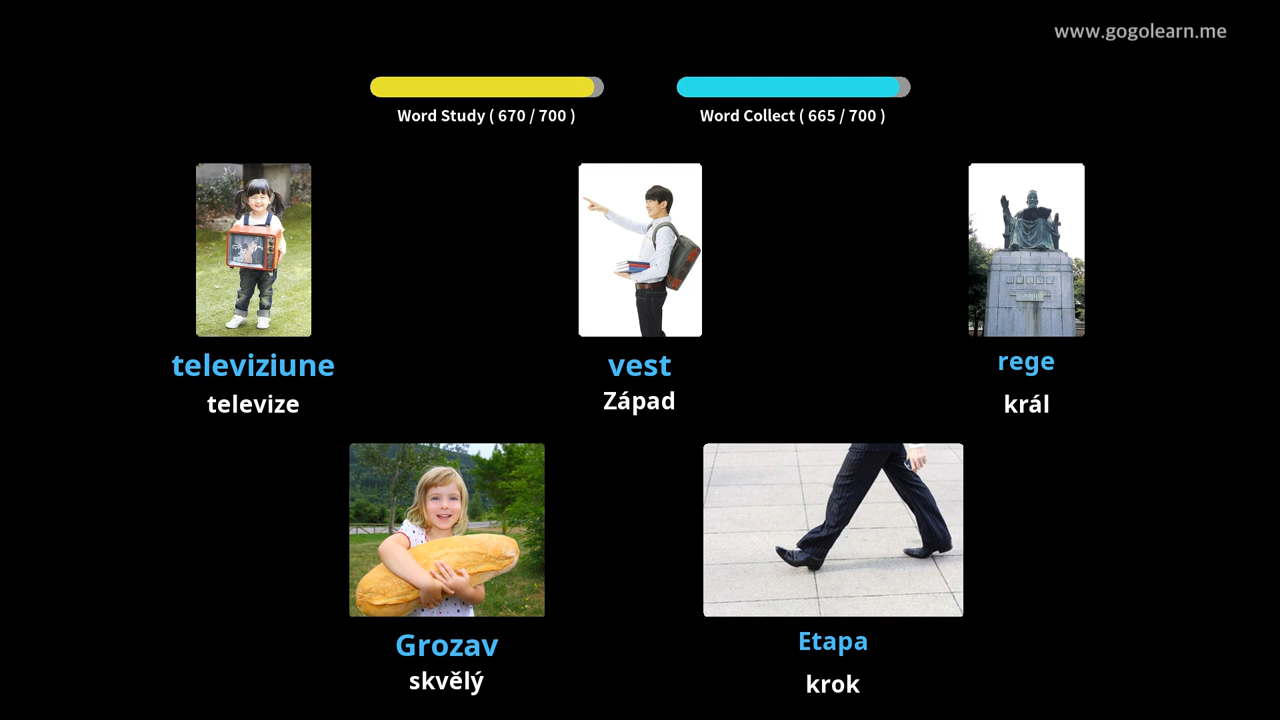 www.gogolearn.me
Word Study ( 670 / 700 )
Word Collect ( 665 / 700 )
televiziune
televize
vest
Západ
rege
král
Grozav
skvělý
Etapa
krok